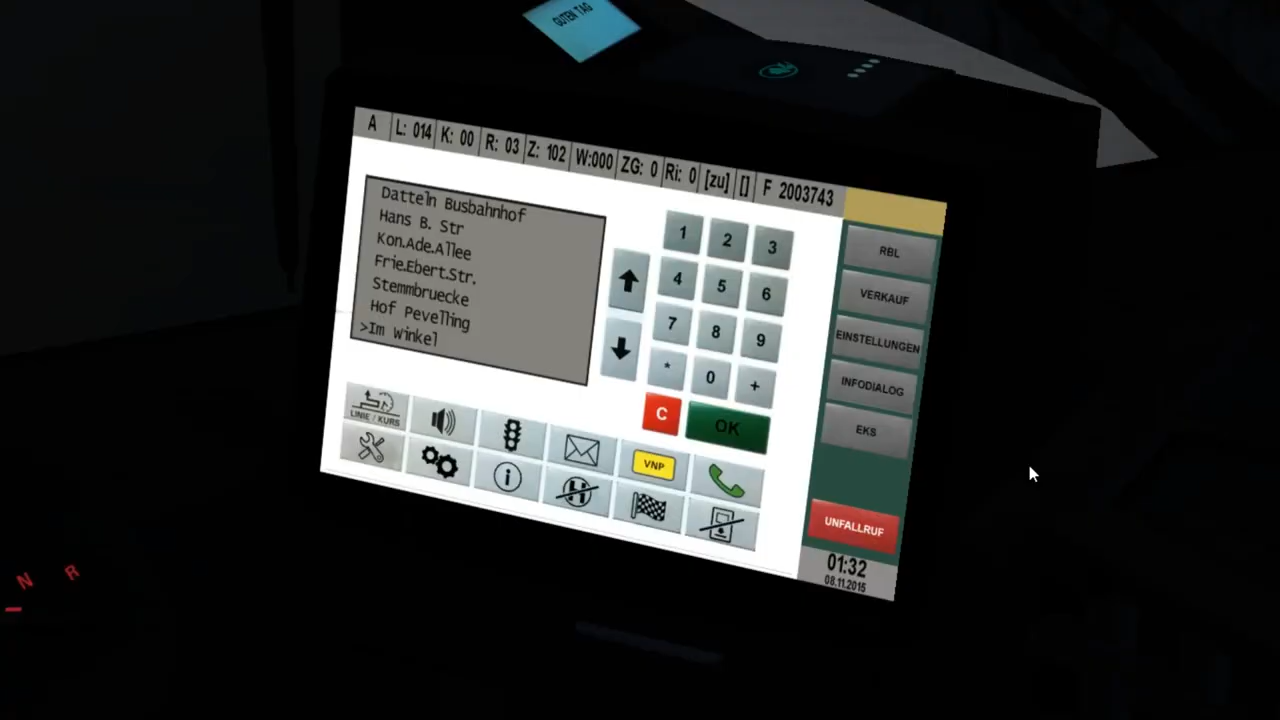 GUTEN TAG
A L: 014 K: 00 R: 03 Z: 102 W:000 ZG: 0 Ri: 0 [zu] [] F 2003743
Datteln Busbahnhof
Hans B. Str
Kon.Ade.Allee
Frie.Ebert.Str.
Stemmbruecke
Hof Pevelling
>Im Winkel
1 2 3
4 5 6
7 8 9
* 0 +
C OK
RBL
VERKAUF
EINSTELLUNGEN
INFODIALOG
EKS
UNFALLRUF
LINIE / KURS
VNP
i
H
01:32
08.11.2015
N R